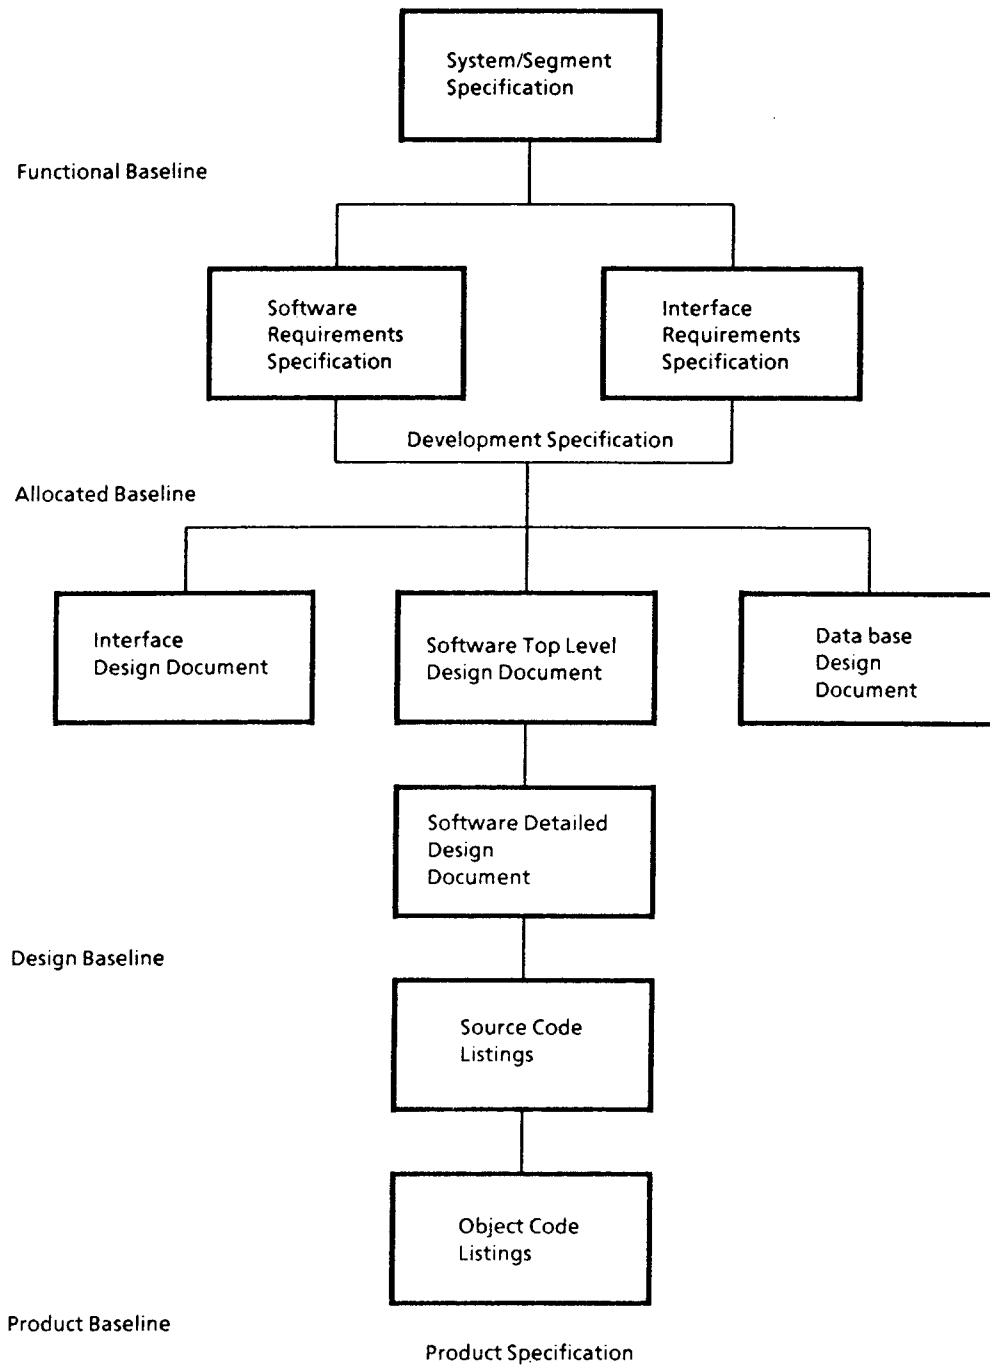 System/Segment
Specification
Functional Baseline
Software
Requirements
Specification
Interface
Requirements
Specification
Development Specification
Allocated Baseline
Interface
Design Document
Software Top Level
Design Document
Data base
Design
Document
Software Detailed
Design
Document
Design Baseline
Source Code
Listings
Object Code
Listings
Product Baseline
Product Specification